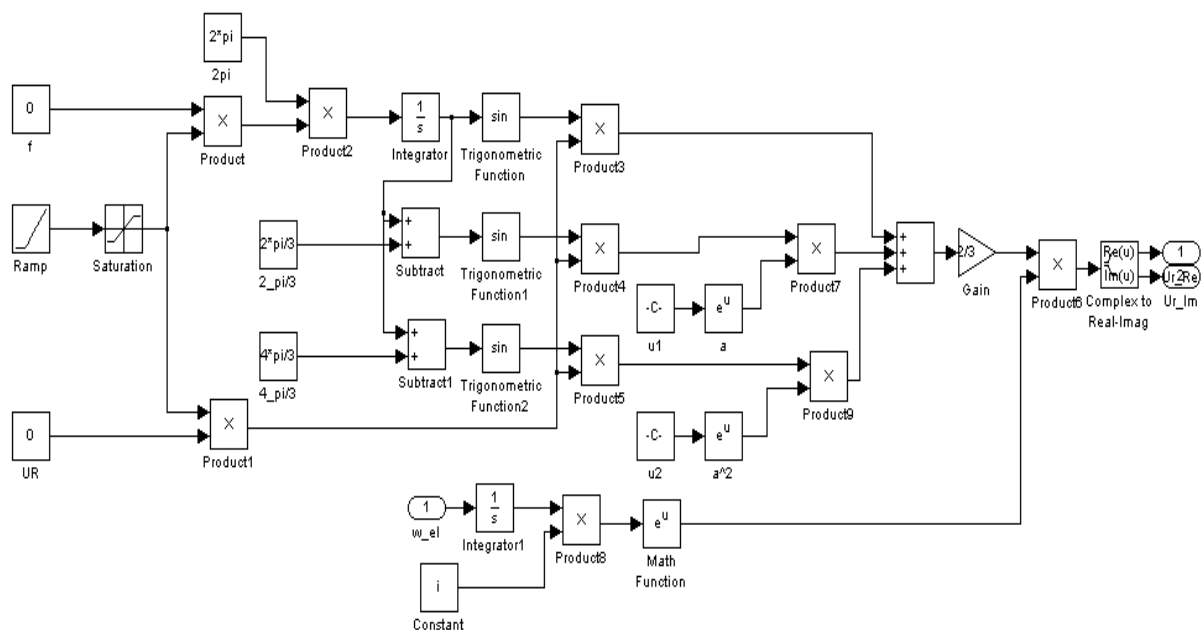 2*pi
2pi
0
f
X
Product
X
Product2
1
s
Integrator
sin
Trigonometric
Function
X
Product3
Ramp
Saturation
2*pi/3
2_pi/3
+
+
Subtract
sin
Trigonometric
Function1
X
Product4
X
Product7
-C-
u1
e^u
a
+
+
+
2/3
Gain
X
Product6
Re(u)
Im(u)
Complex to
Real-Imag
1
Ur_Re
2
Ur_Im
4*pi/3
4_pi/3
+
+
Subtract1
sin
Trigonometric
Function2
X
Product5
X
Product9
-C-
u2
e^u
a^2
0
UR
X
Product1
1
w_el
1
s
Integrator1
X
Product8
e^u
Math
Function
i
Constant